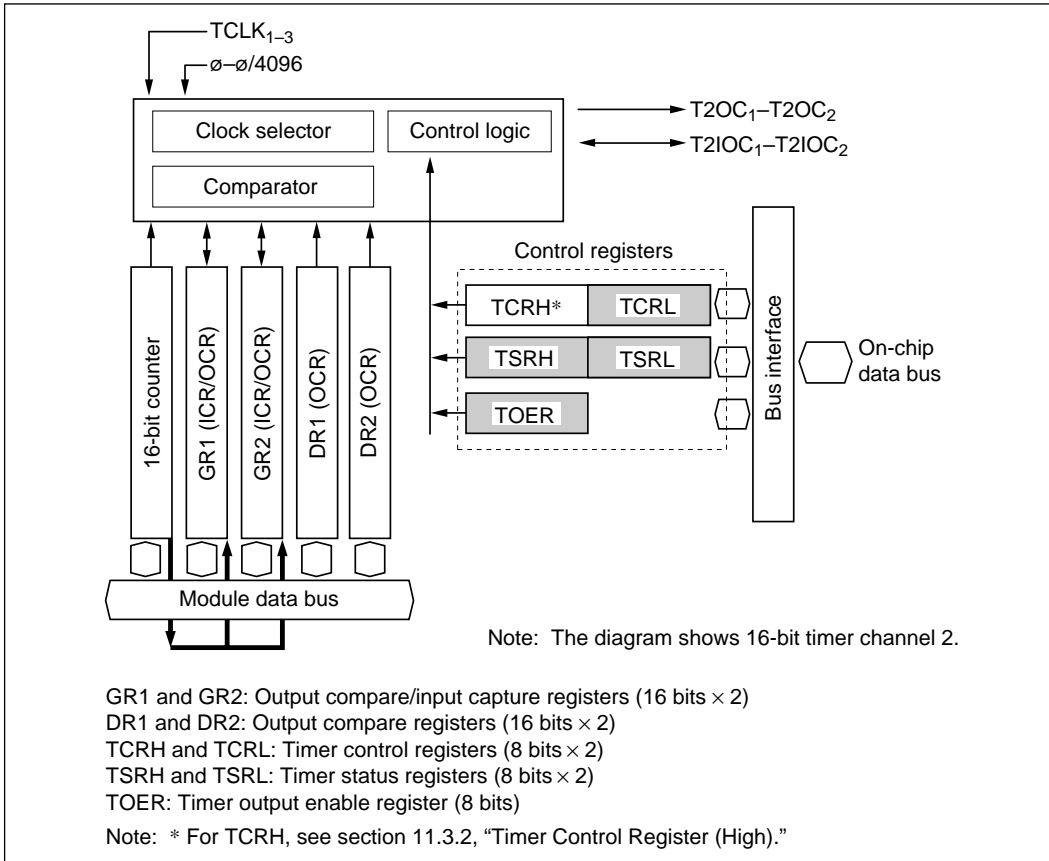 TCLK1–3
ø–ø/4096
Clock selector
Control logic
Comparator
T2OC1–T2OC2
T2IOC1–T2IOC2
16-bit counter
GR1 (ICR/OCR)
GR2 (ICR/OCR)
DR1 (OCR)
DR2 (OCR)
Control registers
TCRH*
TCRL
TSRH
TSRL
TOER
Bus interface
On-chip
data bus
Module data bus
Note: The diagram shows 16-bit timer channel 2.
GR1 and GR2: Output compare/input capture registers (16 bits × 2)
DR1 and DR2: Output compare registers (16 bits × 2)
TCRH and TCRL: Timer control registers (8 bits × 2)
TSRH and TSRL: Timer status registers (8 bits × 2)
TOER: Timer output enable register (8 bits)
Note: * For TCRH, see section 11.3.2, “Timer Control Register (High).”